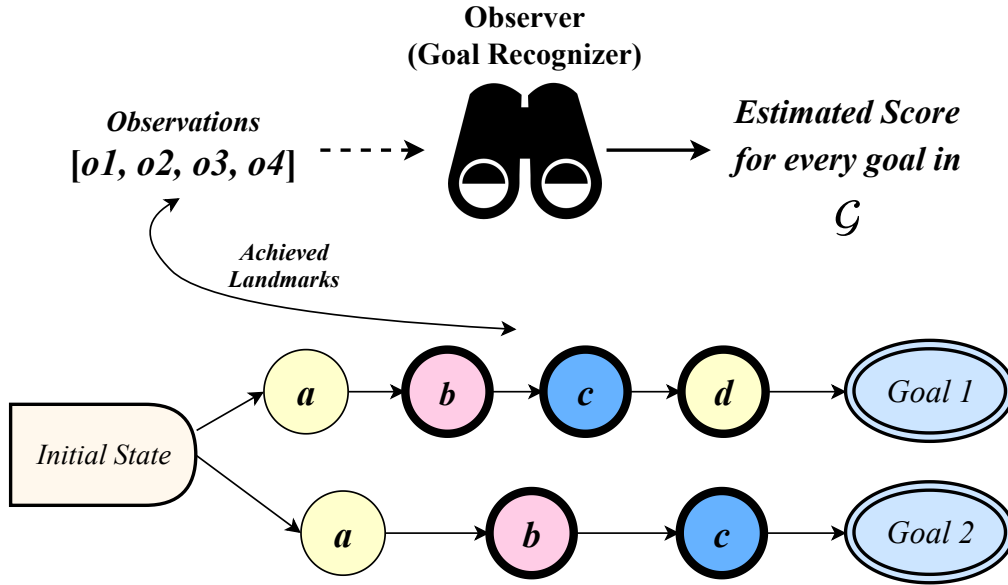 Observer
(Goal Recognizer)
Observations
[o1, o2, o3, o4]
Estimated Score
for every goal in
𝒢
Achieved
Landmarks
a
b
c
d
Goal 1
Initial State
a
b
c
Goal 2